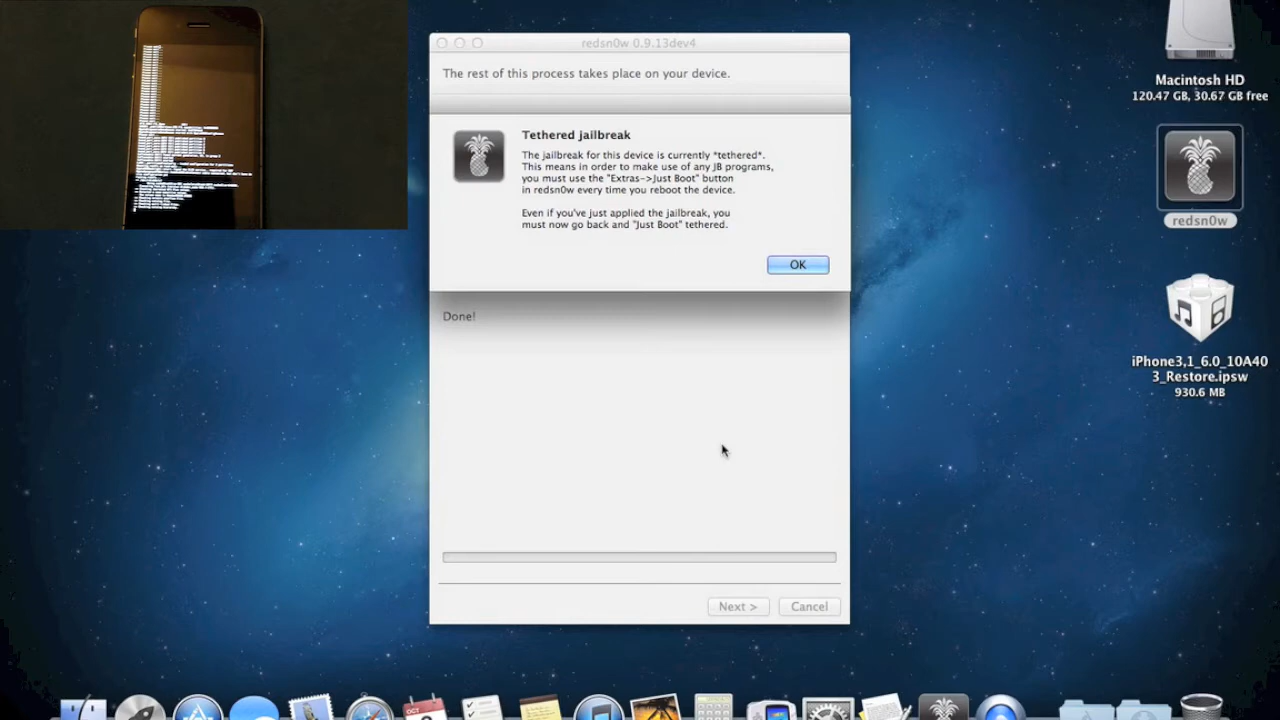 redsn0w 0.9.13dev4
The rest of this process takes place on your device.
Tethered jailbreak
The jailbreak for this device is currently *tethered*.
This means in order to make use of any JB programs,
you must use the "Extras->Just Boot" button
in redsn0w every time you reboot the device.
Even if you've just applied the jailbreak, you
must now go back and "Just Boot" tethered.
OK
Done!
Next >
Cancel
Macintosh HD
120.47 GB, 30.67 GB free
redsn0w
iPhone3,1_6.0_10A40
3_Restore.ipsw
930.6 MB
OCT